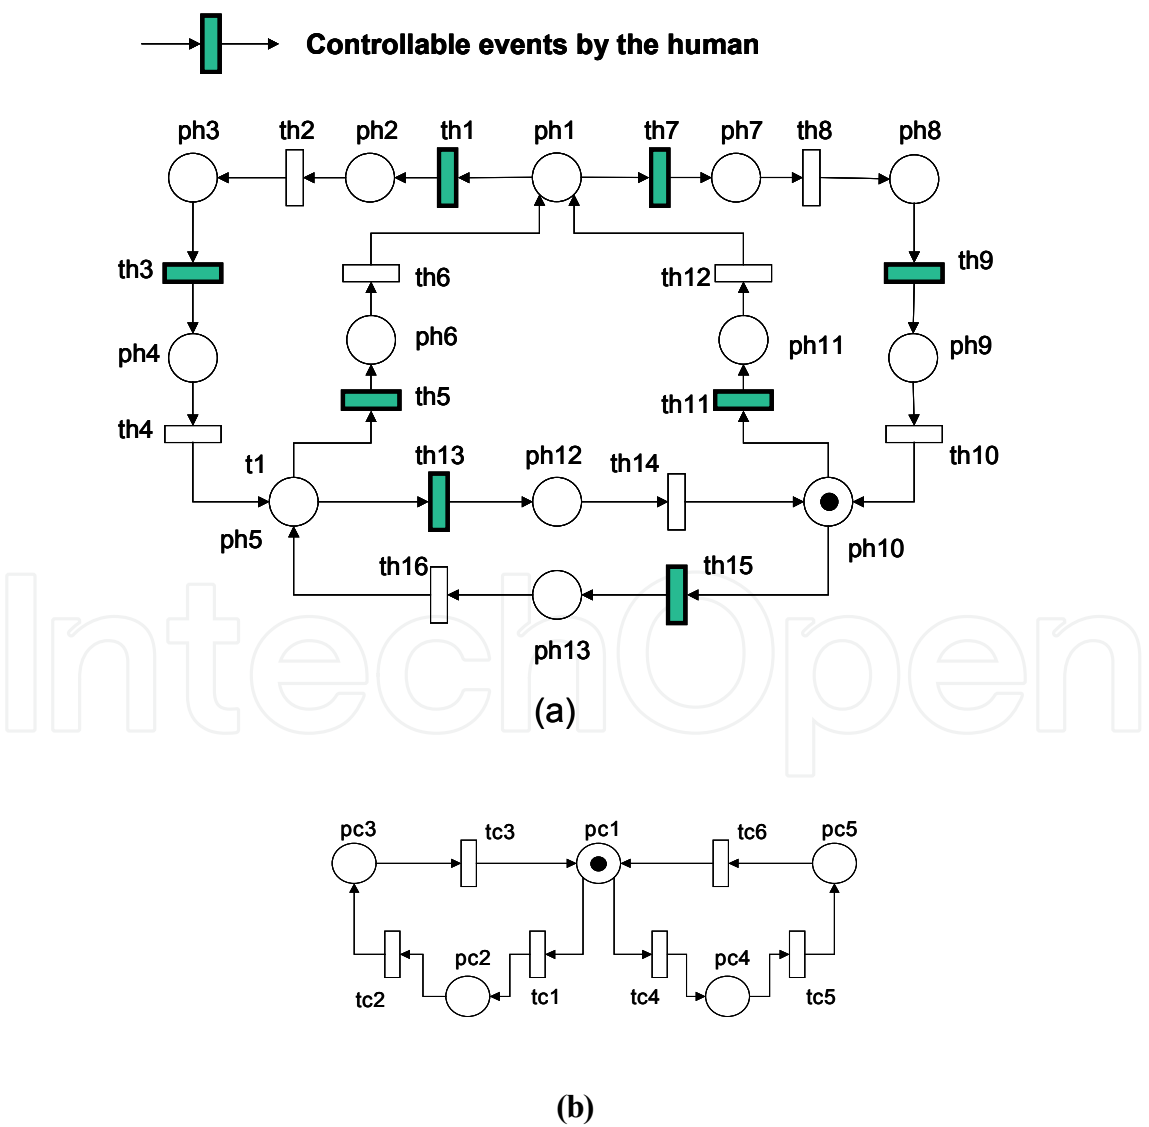 Controllable events by the human
ph3 th2 ph2 th1 ph1 th7 ph7 th8 ph8
th3 th6 th12 th9
ph4 ph6 ph11 ph9
th4 th5 th11 th10
t1 th13 ph12 th14
ph5 ph10
th16 th15
ph13
IntechOpen
(a)
pc3 tc3 pc1 tc6 pc5
pc2 pc4
tc2 tc1 tc4 tc5
(b)